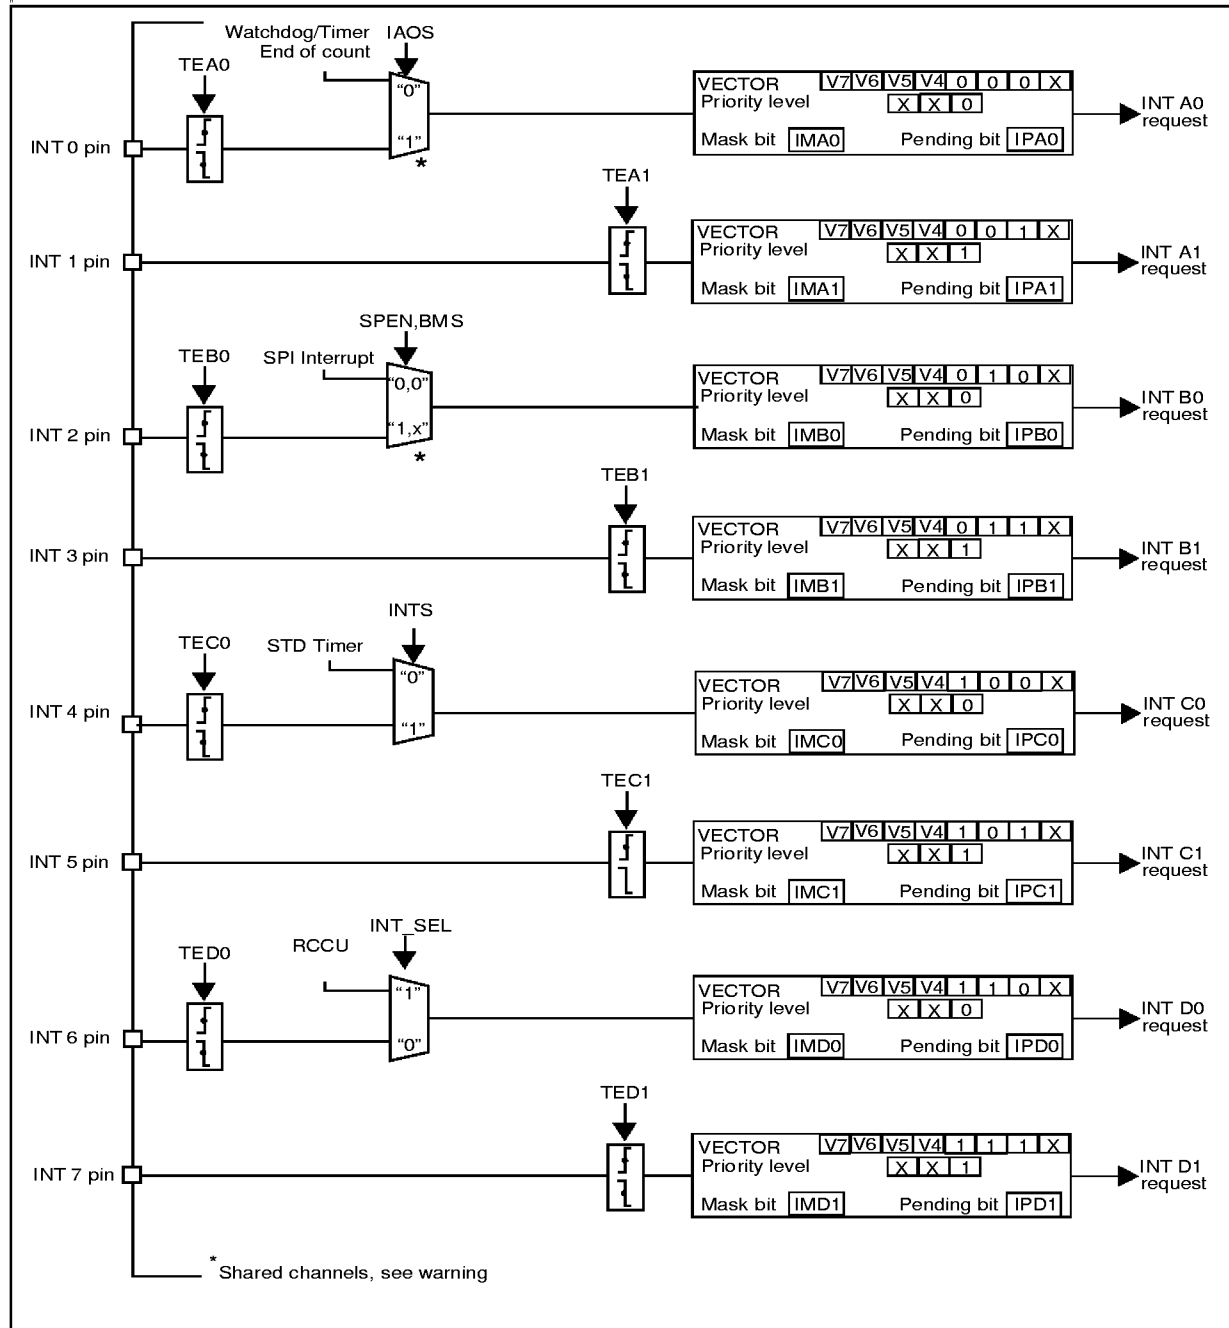 Watchdog/Timer IAOS
End of count
TEA0
"0"
"1"
*
INT 0 pin
VECTOR V7 V6 V5 V4 0 0 0 X
Priority level X X 0
Mask bit IMA0 Pending bit IPA0
INT A0
request
TEA1
INT 1 pin
VECTOR V7 V6 V5 V4 0 0 1 X
Priority level X X 1
Mask bit IMA1 Pending bit IPA1
INT A1
request
SPEN,BMS
TEB0
SPI Interrupt
"0,0"
"1,x"
*
INT 2 pin
VECTOR V7 V6 V5 V4 0 1 0 X
Priority level X X 0
Mask bit IMB0 Pending bit IPB0
INT B0
request
TEB1
INT 3 pin
VECTOR V7 V6 V5 V4 0 1 1 X
Priority level X X 1
Mask bit IMB1 Pending bit IPB1
INT B1
request
INTS
TEC0
STD Timer
"0"
"1"
INT 4 pin
VECTOR V7 V6 V5 V4 1 0 0 X
Priority level X X 0
Mask bit IMC0 Pending bit IPC0
INT C0
request
TEC1
INT 5 pin
VECTOR V7 V6 V5 V4 1 0 1 X
Priority level X X 1
Mask bit IMC1 Pending bit IPC1
INT C1
request
INT_SEL
TED0
RCCU
"1"
"0"
INT 6 pin
VECTOR V7 V6 V5 V4 1 1 0 X
Priority level X X 0
Mask bit IMD0 Pending bit IPD0
INT D0
request
TED1
INT 7 pin
VECTOR V7 V6 V5 V4 1 1 1 X
Priority level X X 1
Mask bit IMD1 Pending bit IPD1
INT D1
request
* Shared channels, see warning